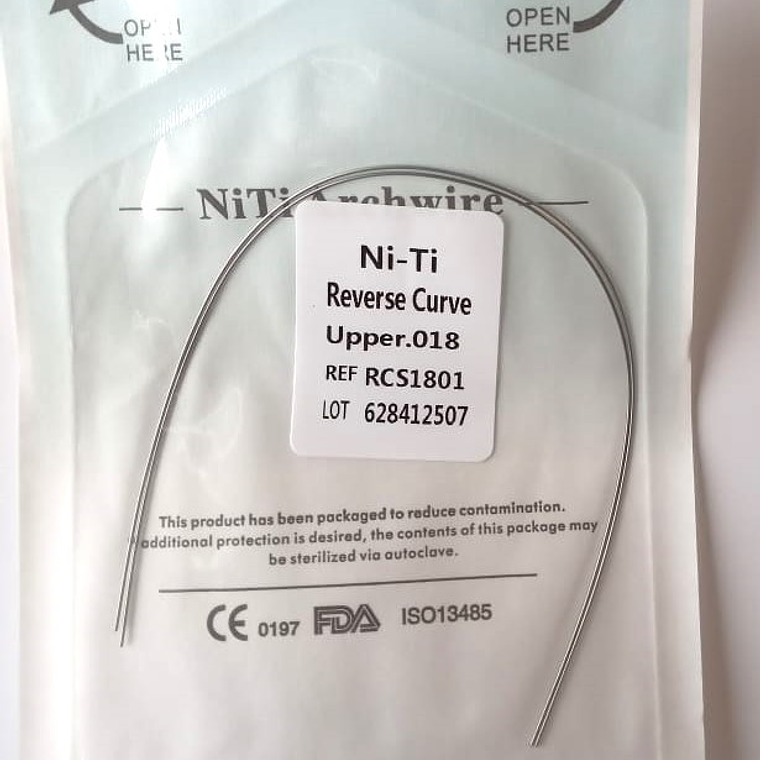 OPEN
HERE
OPEN
HERE
NiTi Archwire
Ni-Ti
Reverse Curve
Upper.018
REF RCS1801
LOT 628412507
This product has been packaged to reduce contamination.
additional protection is desired, the contents of this package may
be sterilized via autoclave.
CE 0197 FDA ISO13485